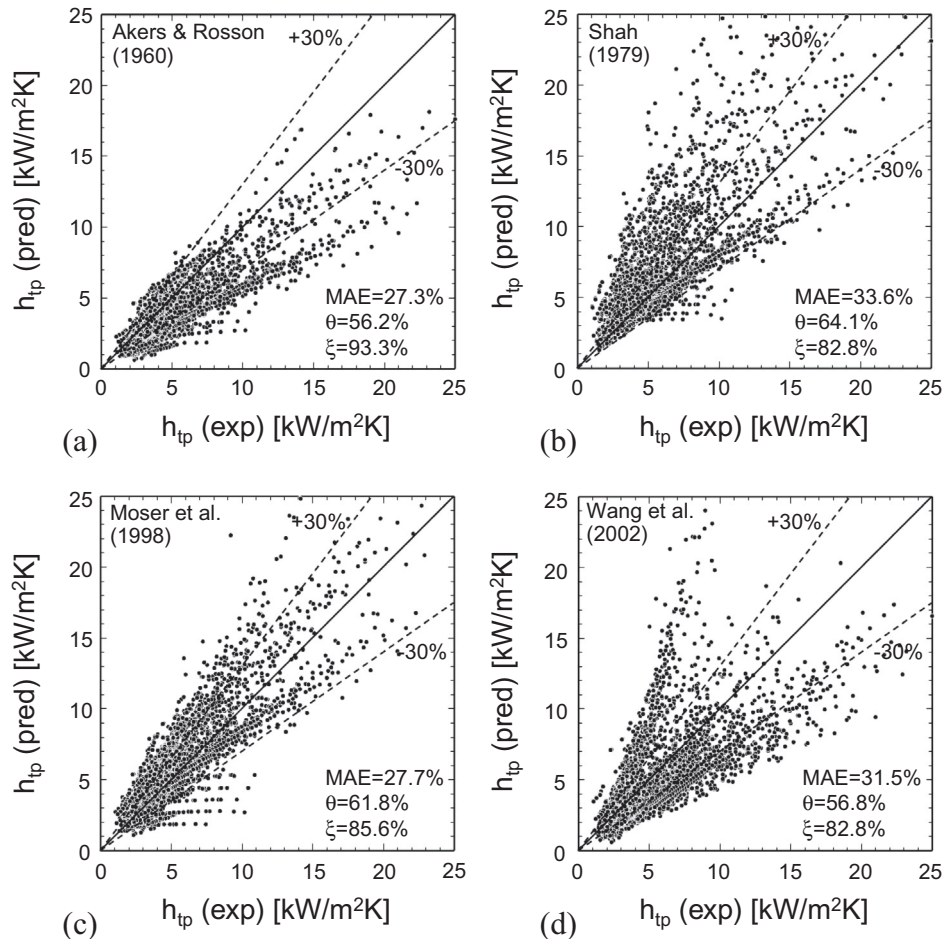 25
20
15
10
5
0
h_tp (pred) [kW/m²K]
Akers & Rosson
(1960)
+30%
-30%
MAE=27.3%
θ=56.2%
ξ=93.3%
0 5 10 15 20 25
h_tp (exp) [kW/m²K]
(a)
25
20
15
10
5
0
h_tp (pred) [kW/m²K]
Shah
(1979)
+30%
-30%
MAE=33.6%
θ=64.1%
ξ=82.8%
0 5 10 15 20 25
h_tp (exp) [kW/m²K]
(b)
25
20
15
10
5
0
h_tp (pred) [kW/m²K]
Moser et al.
(1998)
+30%
-30%
MAE=27.7%
θ=61.8%
ξ=85.6%
0 5 10 15 20 25
h_tp (exp) [kW/m²K]
(c)
25
20
15
10
5
0
h_tp (pred) [kW/m²K]
Wang et al.
(2002)
+30%
-30%
MAE=31.5%
θ=56.8%
ξ=82.8%
0 5 10 15 20 25
h_tp (exp) [kW/m²K]
(d)